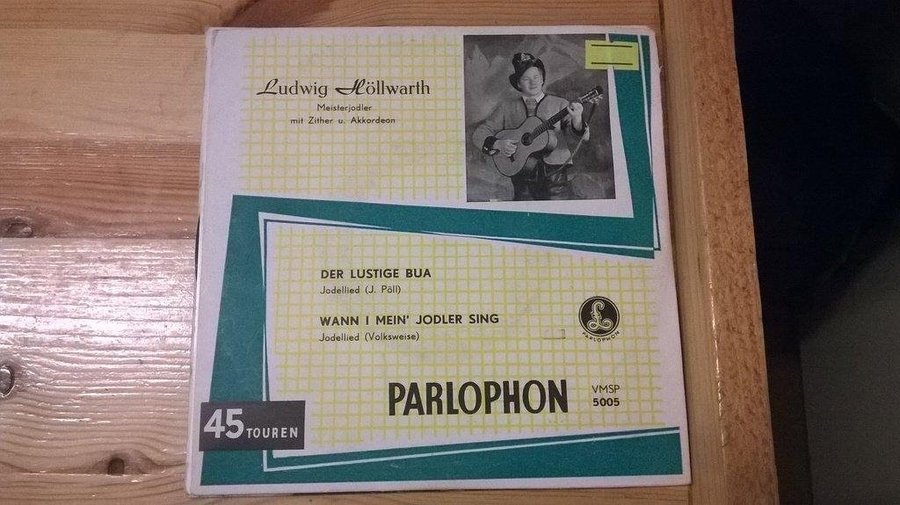 Ludwig Höllwarth
Meisterjodler
mit Zither u. Akkordeon
DER LUSTIGE BUA
Jodellied (J. Pöll)
WANN I MEIN' JODLER SING
Jodellied (Volksweise)
£
PARLOPHON
PARLOPHON
VMSP
5005
45 TOUREN